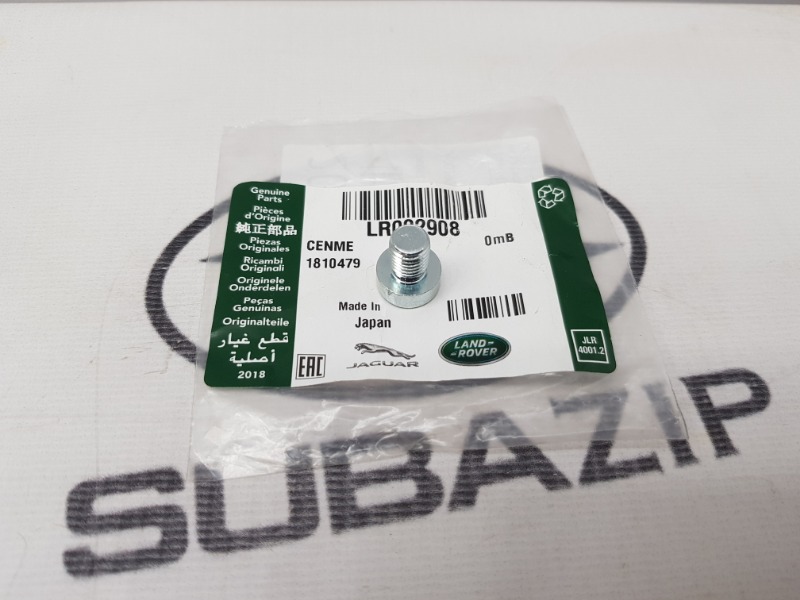 Genuine
Parts
Pièces
d'Origine
純正部品
Piezas
Originales
Ricambi
Originali
Originele
Onderdelen
Peças
Genuinas
Originalteile
قطع غيار
أصلية
2018
CENME
0mB
1810479
Made In
Japan
EAC
JAGUAR
LAND-
-ROVER
JLR
4001.2
SUBAZIP